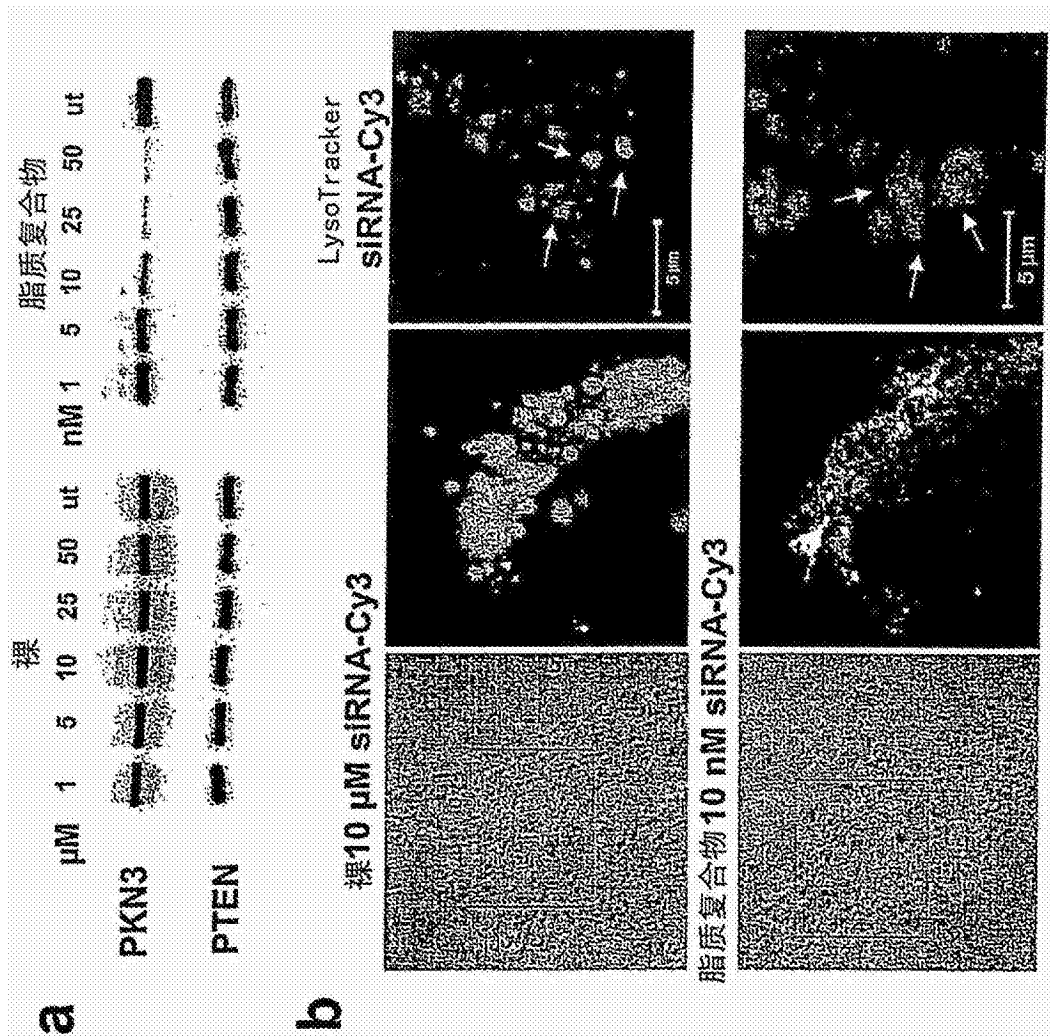 a
裸
脂质复合物
µM 1 5 10 25 50 ut nM 1 5 10 25 50 ut
PKN3
PTEN
b
裸10 µM siRNA-Cy3
LysoTracker
siRNA-Cy3
5 µm
脂质复合物10 nM siRNA-Cy3
5 µm